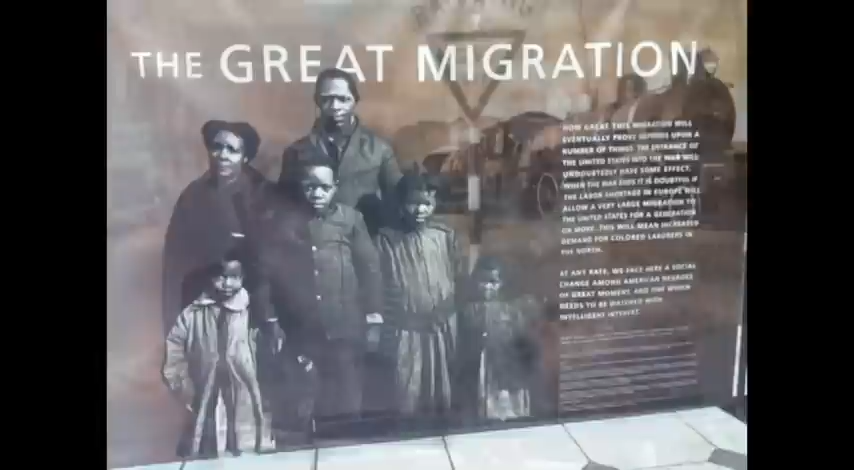 THE GREAT MIGRATION
HOW GREAT THIS MIGRATION WILL
EVENTUALLY PROVE DEPENDS UPON A
NUMBER OF THINGS. THE ENTRANCE OF
THE UNITED STATES INTO THE WAR WILL
UNDOUBTEDLY HAVE SOME EFFECT.
WHEN THE WAR ENDS IT IS DOUBTFUL IF
THE LABOR SHORTAGE IN EUROPE WILL
ALLOW A VERY LARGE MIGRATION TO
THE UNITED STATES FOR A GENERATION
OR MORE. THIS WILL MEAN INCREASED
DEMAND FOR COLORED LABORERS IN
THE NORTH.
AT ANY RATE, WE FACE HERE A SOCIAL
CHANGE AMONG AMERICAN NEGROES
OF GREAT MOMENT, AND ONE WHICH
NEEDS TO BE WATCHED WITH
INTELLIGENT INTEREST.